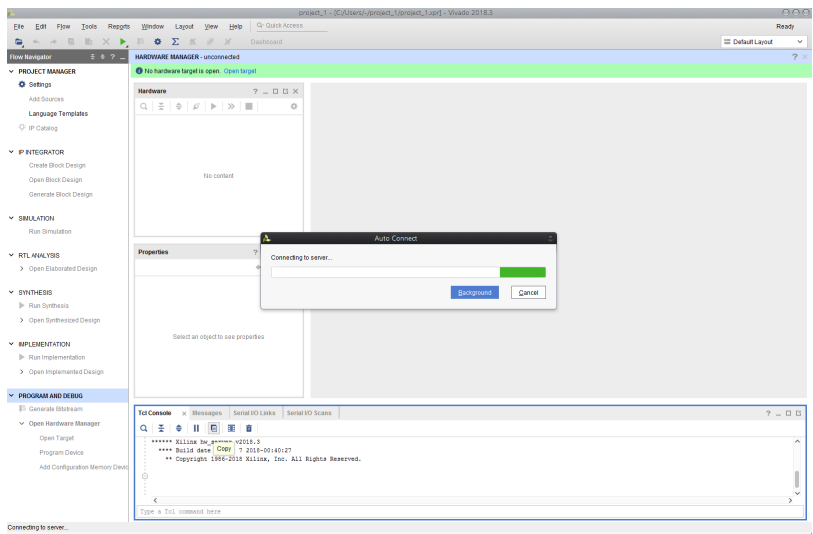 project_1 - [C:/Users/-/project_1/project_1.xpr] - Vivado 2018.3
File Edit Flow Tools Reports Window Layout View Help Q- Quick Access Ready
Dashboard Default Layout
Flow Navigator ? _
HARDWARE MANAGER - unconnected ? ×
No hardware target is open. Open target
PROJECT MANAGER
Settings
Add Sources
Language Templates
IP Catalog
IP INTEGRATOR
Create Block Design
Open Block Design
Generate Block Design
SIMULATION
Run Simulation
RTL ANALYSIS
Open Elaborated Design
SYNTHESIS
Run Synthesis
Open Synthesized Design
IMPLEMENTATION
Run Implementation
Open Implemented Design
PROGRAM AND DEBUG
Generate Bitstream
Open Hardware Manager
Open Target
Program Device
Add Configuration Memory Devic
Hardware ? _
No content
Properties ?
Select an object to see properties
Auto Connect
Connecting to server...
Background Cancel
Tcl Console × Messages Serial I/O Links Serial I/O Scans ? _
****** Xilinx hw_server v2018.3
**** Build date 7 2018-00:40:27
** Copyright 1986-2018 Xilinx, Inc. All Rights Reserved.
Copy
Type a Tcl command here
Connecting to server...